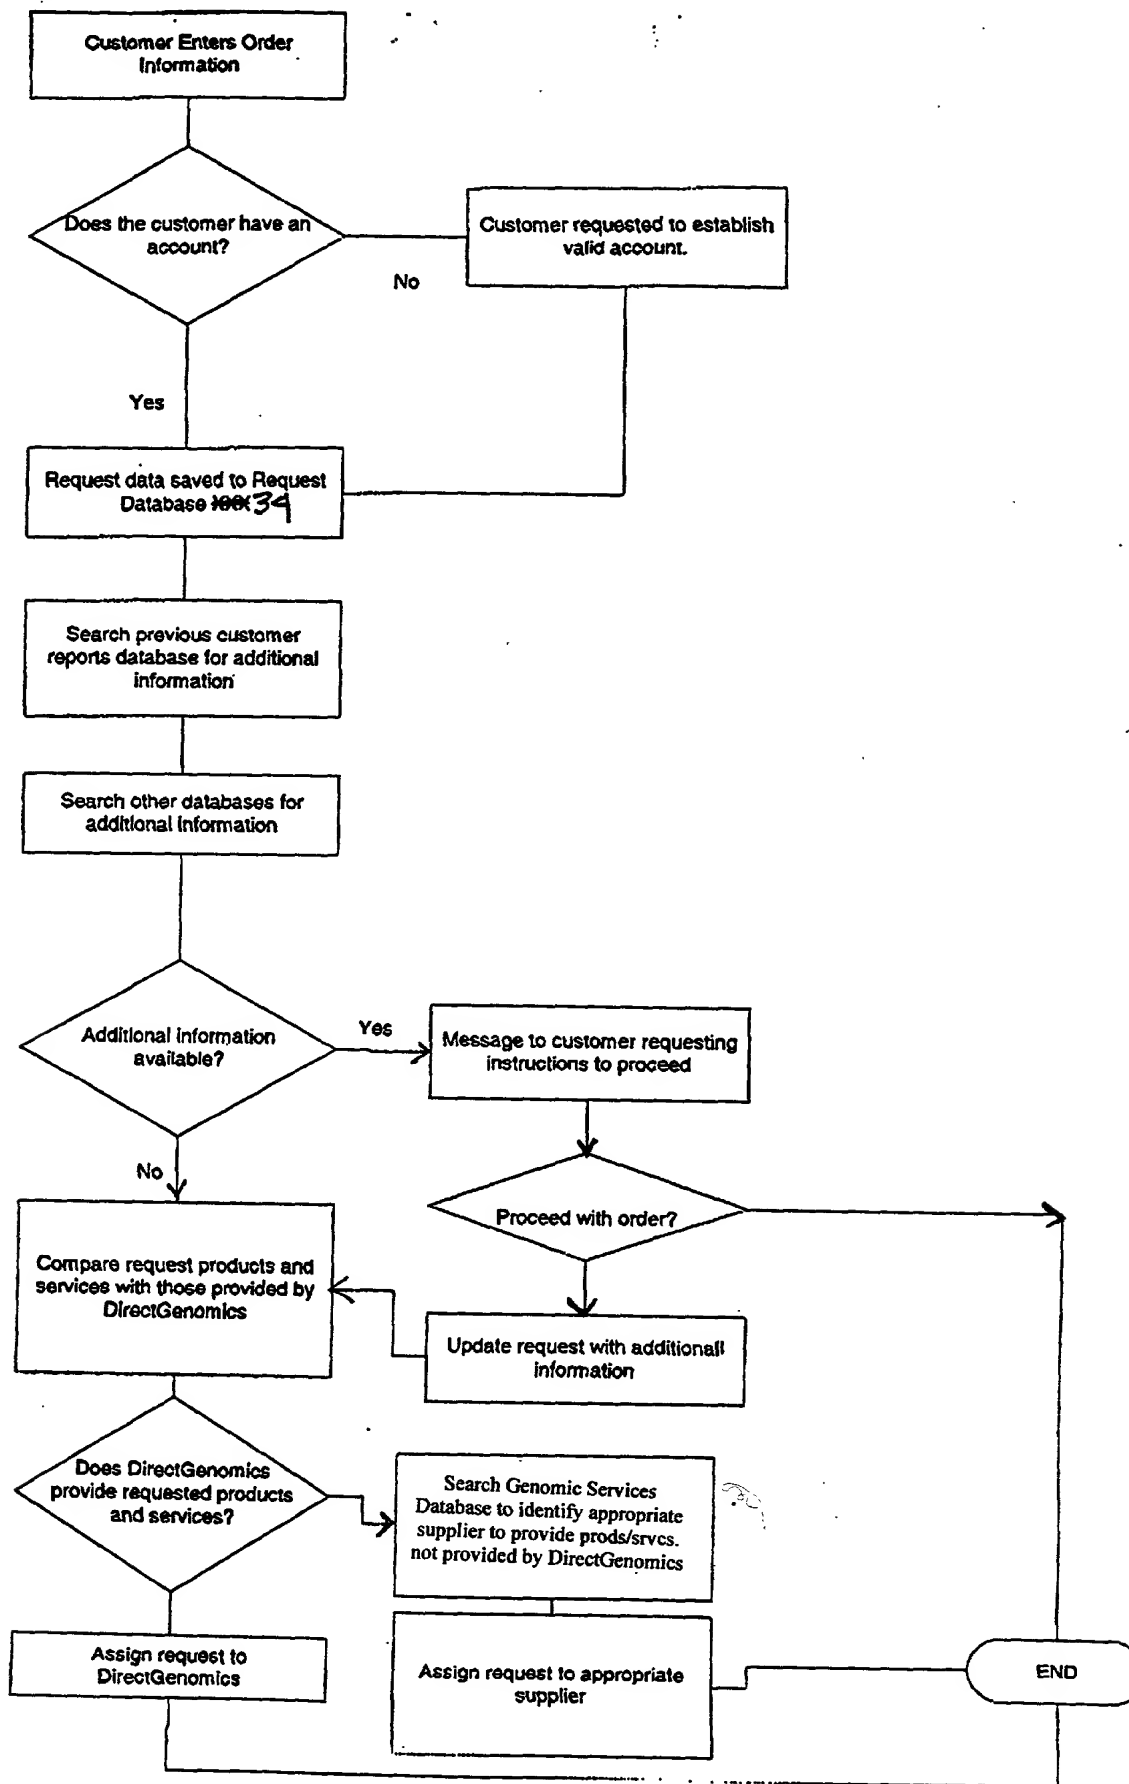 Customer Enters Order
Information
Does the customer have an
account?
Customer requested to establish
valid account.
No
Yes
Request data saved to Request
Database 34
Search previous customer
reports database for additional
information
Search other databases for
additional information
Additional information
available?
Yes
Message to customer requesting
instructions to proceed
No
Proceed with order?
Compare request products and
services with those provided by
DirectGenomics
Update request with additionall
information
Does DirectGenomics
provide requested products
and services?
Search Genomic Services
Database to identify appropriate
supplier to provide prods/srvcs.
not provided by DirectGenomics
Assign request to
DirectGenomics
Assign request to appropriate
supplier
END